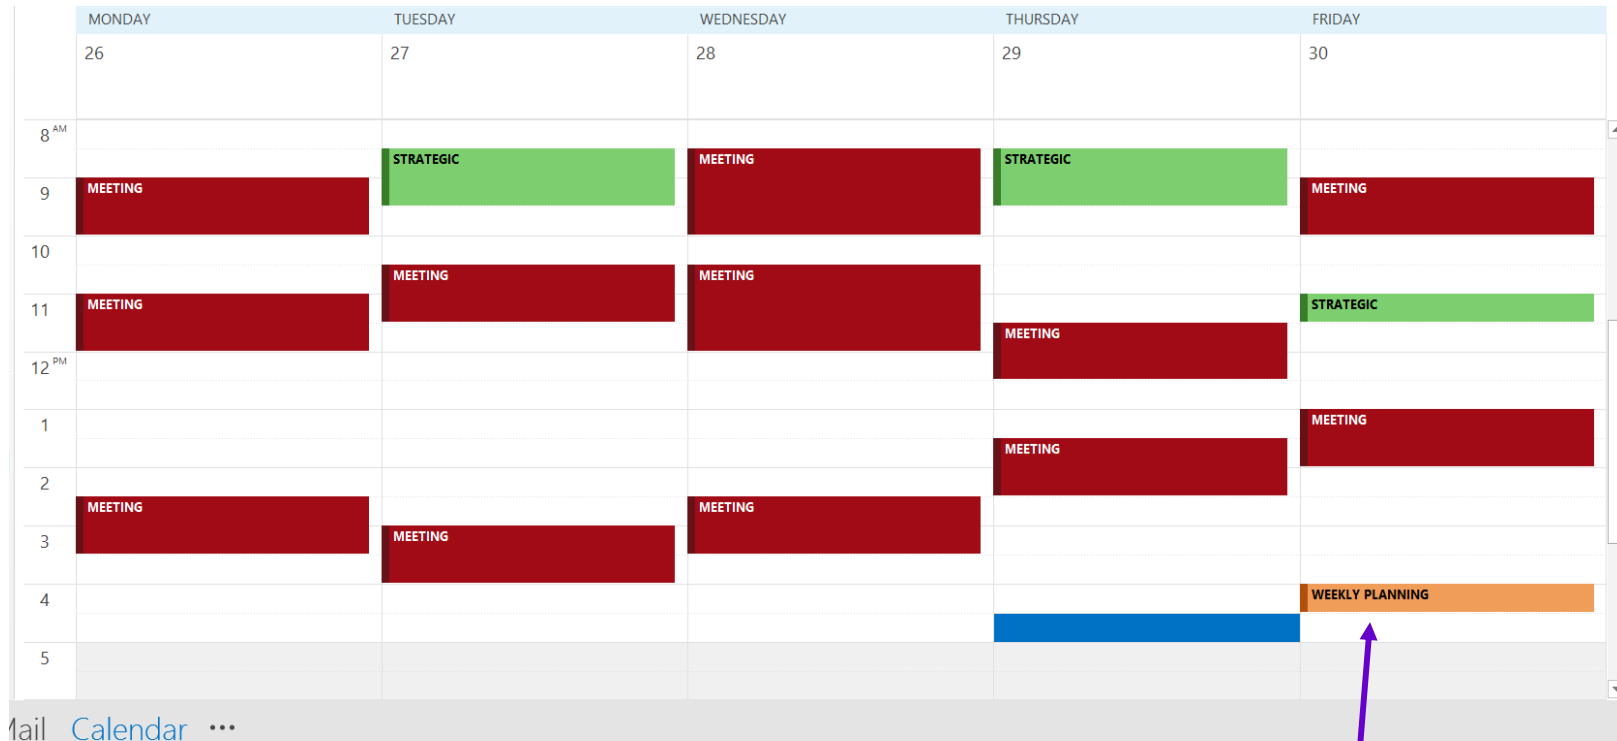 MONDAY TUESDAY WEDNESDAY THURSDAY FRIDAY
26 27 28 29 30
8 AM
STRATEGIC MEETING STRATEGIC
9 MEETING MEETING
10
MEETING MEETING
11 MEETING STRATEGIC
MEETING
12 PM
1 MEETING
MEETING
2
MEETING MEETING
3 MEETING
4 WEEKLY PLANNING
5
Calendar ...